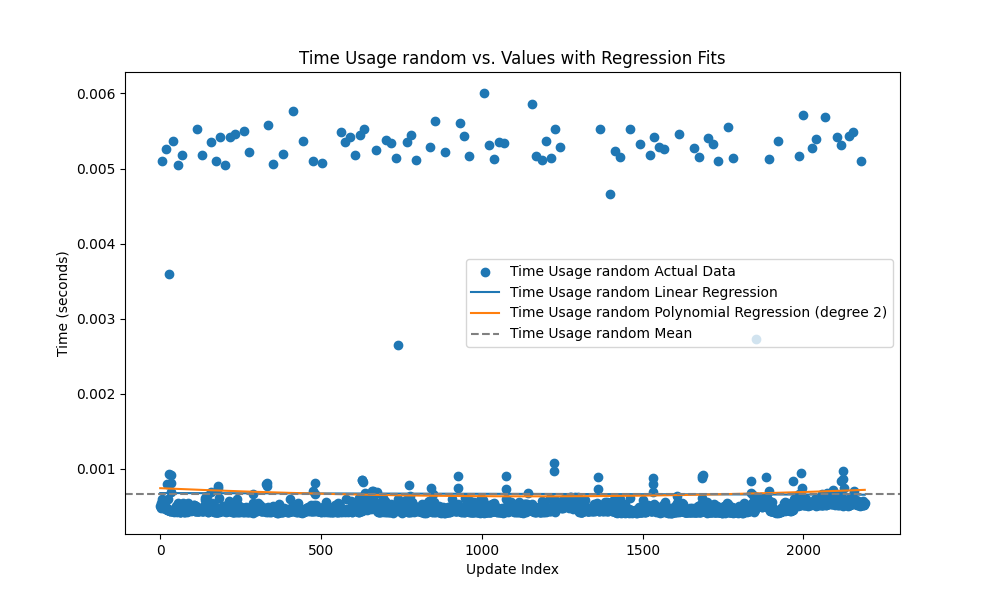 Time Usage random vs. Values with Regression Fits
0.006
0.005
0.004
0.003
0.002
0.001
Time (seconds)
Time Usage random Actual Data
Time Usage random Linear Regression
Time Usage random Polynomial Regression (degree 2)
Time Usage random Mean
0
500
1000
1500
2000
Update Index